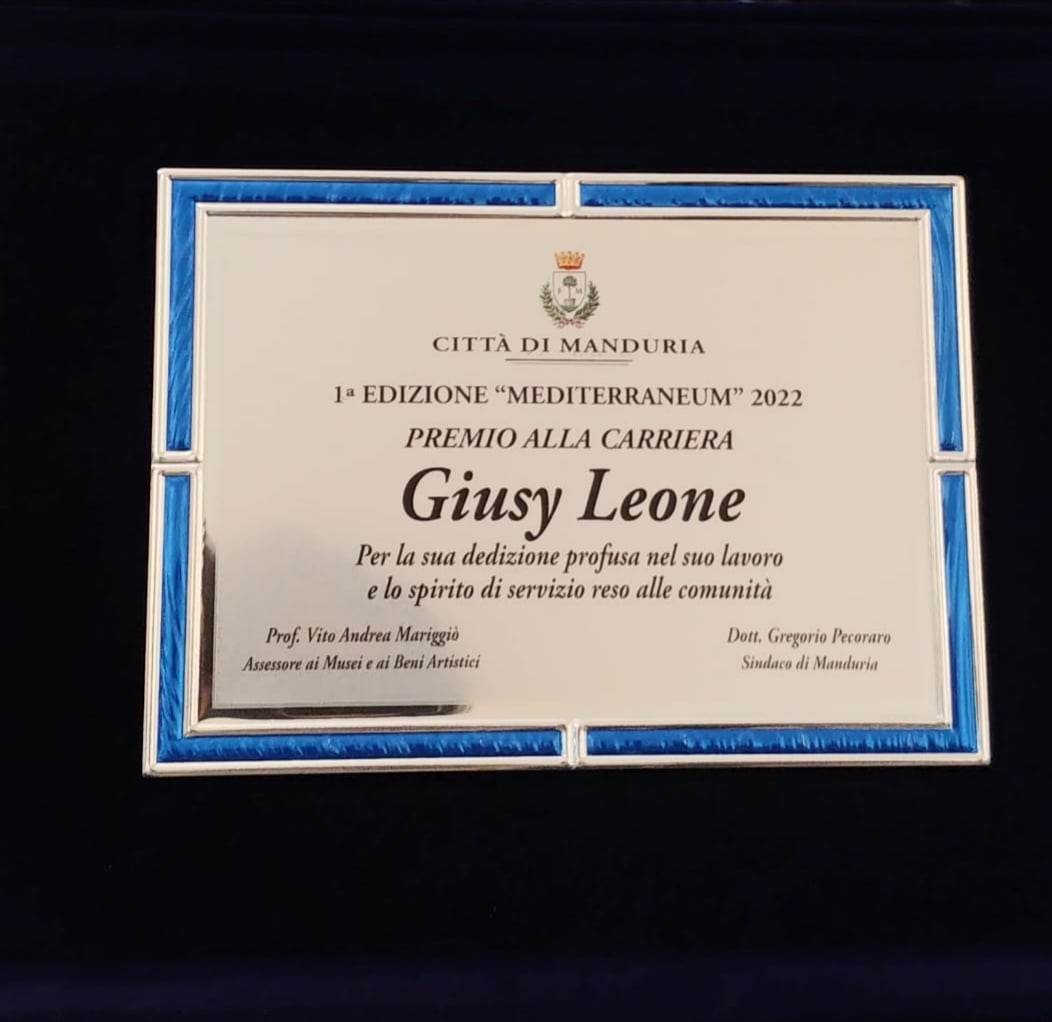 F M
CITTÀ DI MANDURIA
1ª EDIZIONE “MEDITERRANEUM” 2022
PREMIO ALLA CARRIERA
Giusy Leone
Per la sua dedizione profusa nel suo lavoro
e lo spirito di servizio reso alle comunità
Prof. Vito Andrea Mariggiò
Assessore ai Musei e ai Beni Artistici
Dott. Gregorio Pecoraro
Sindaco di Manduria